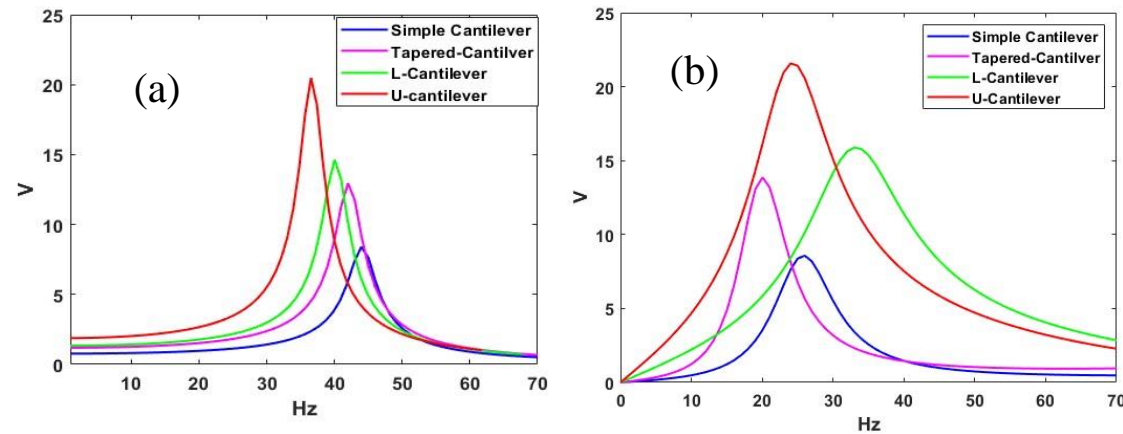 (a)
25
20
15
10
5
0
V
10 20 30 40 50 60 70
Hz
Simple Cantilever
Tapered-Cantilver
L-Cantilever
U-cantilever
(b)
25
20
15
10
5
0
V
0 10 20 30 40 50 60 70
Hz
Simple Cantilever
Tapered-Cantilver
L-Cantilever
U-Cantilever